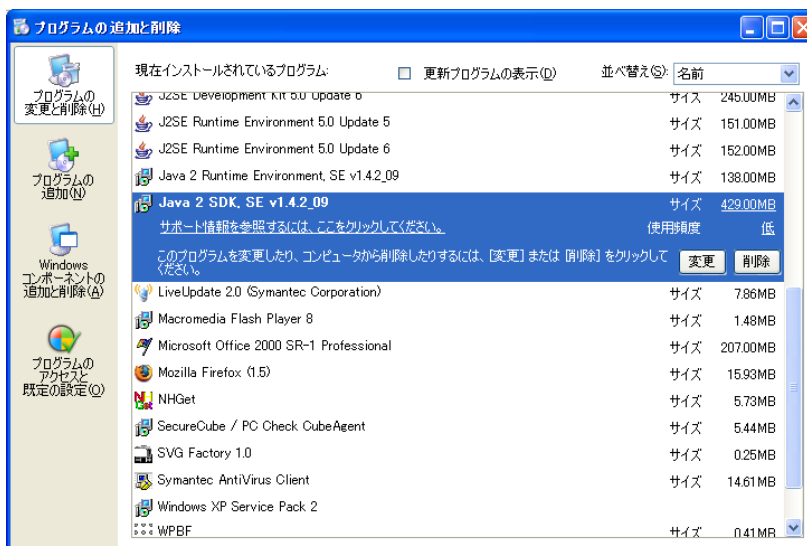 プログラムの追加と削除
現在インストールされているプログラム:
更新プログラムの表示(D)
並べ替え(S):
名前
プログラムの
変更と削除(H)
プログラムの
追加(N)
Windows
コンポーネントの
追加と削除(A)
プログラムの
アクセスと
既定の設定(O)
J2SE Development Kit 5.0 Update 6 サイズ 245.00MB
J2SE Runtime Environment 5.0 Update 5 サイズ 151.00MB
J2SE Runtime Environment 5.0 Update 6 サイズ 152.00MB
Java 2 Runtime Environment, SE v1.4.2_09 サイズ 138.00MB
Java 2 SDK, SE v1.4.2_09 サイズ 429.00MB
サポート情報を参照するには、ここをクリックしてください。 使用頻度 低
このプログラムを変更したり、コンピュータから削除したりするには、[変更] または [削除] をクリックして
ください。
変更
削除
LiveUpdate 2.0 (Symantec Corporation) サイズ 7.86MB
Macromedia Flash Player 8 サイズ 1.48MB
Microsoft Office 2000 SR-1 Professional サイズ 207.00MB
Mozilla Firefox (1.5) サイズ 15.93MB
NHGet サイズ 5.73MB
SecureCube / PC Check CubeAgent サイズ 5.44MB
SVG Factory 1.0 サイズ 0.25MB
Symantec AntiVirus Client サイズ 14.61MB
Windows XP Service Pack 2
WPBF サイズ 0.41MB